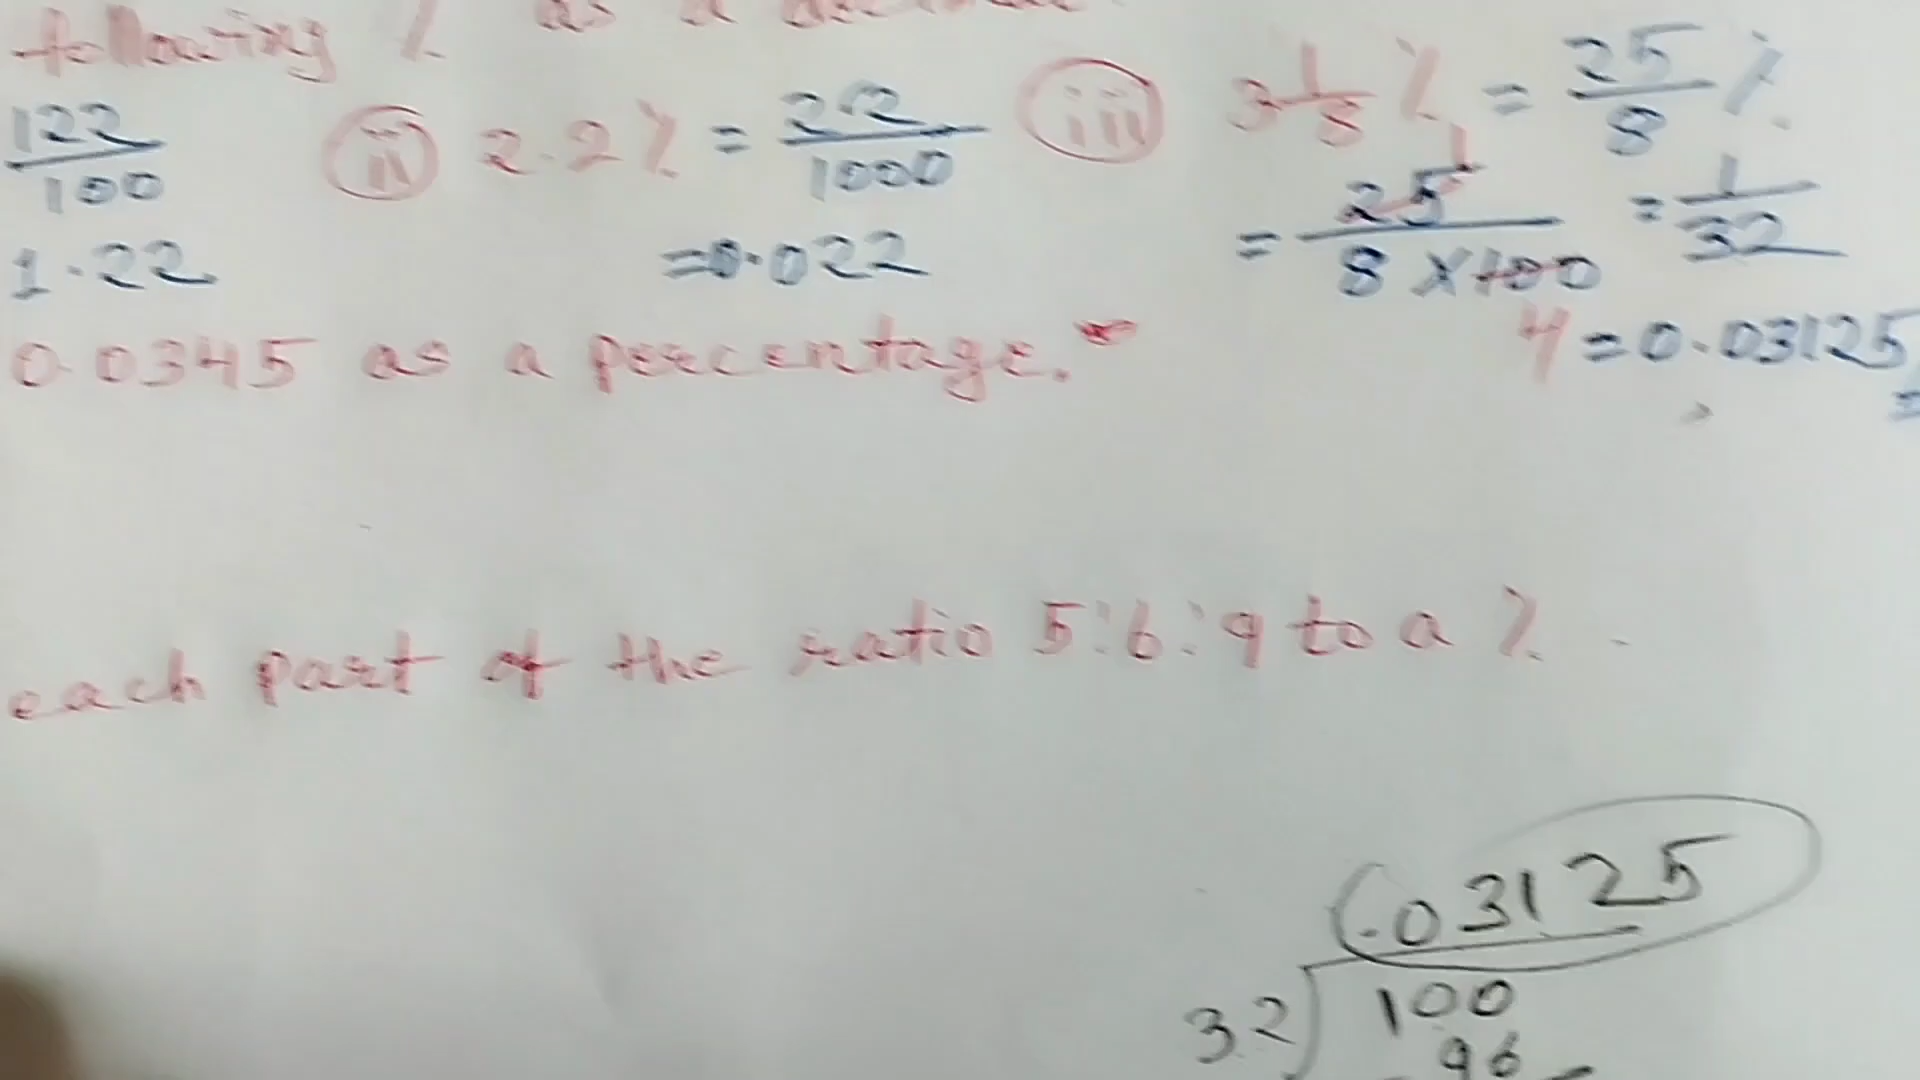 following % as a decimal
122/100 (ii) 2.2% = 22/1000 (iii) 3 1/8 % = 25/8 %
1.22 = 0.022 = 25 1/8 x 100 4 = 1/32
= 0.03125
0.0345 as a percentage.
each part of the ratio 5:6:9 to a %.
.03125
32 100
96